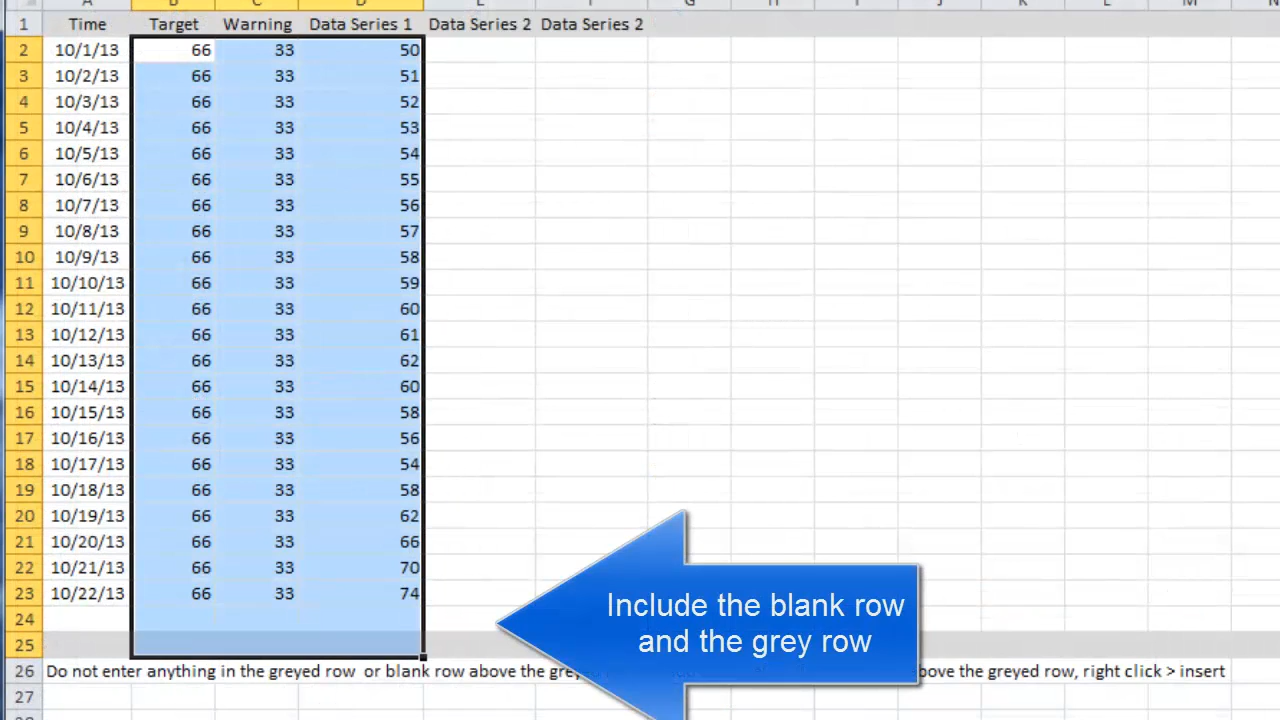 1 Time Target Warning Data Series 1 Data Series 2 Data Series 2
2 10/1/13 66 33 50
3 10/2/13 66 33 51
4 10/3/13 66 33 52
5 10/4/13 66 33 53
6 10/5/13 66 33 54
7 10/6/13 66 33 55
8 10/7/13 66 33 56
9 10/8/13 66 33 57
10 10/9/13 66 33 58
11 10/10/13 66 33 59
12 10/11/13 66 33 60
13 10/12/13 66 33 61
14 10/13/13 66 33 62
15 10/14/13 66 33 60
16 10/15/13 66 33 58
17 10/16/13 66 33 56
18 10/17/13 66 33 54
19 10/18/13 66 33 58
20 10/19/13 66 33 62
21 10/20/13 66 33 66
22 10/21/13 66 33 70
23 10/22/13 66 33 74
24
25
Include the blank row
and the grey row
26 Do not enter anything in the greyed row or blank row above the the greyed row, right click > insert
27